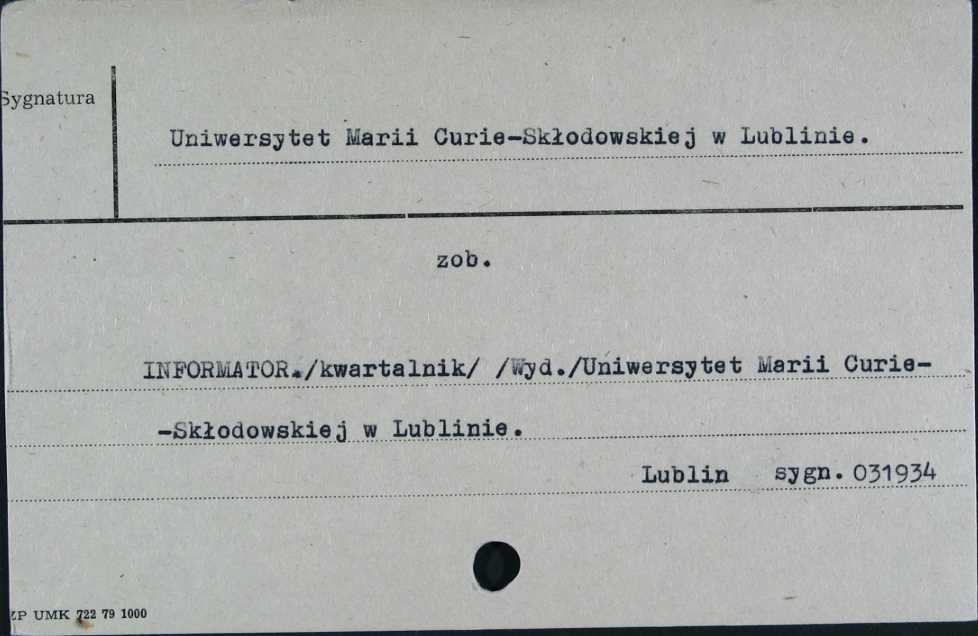 Sygnatura
Uniwersytet Marii Curie-Skłodowskiej w Lublinie.
zob.
INFORMATOR./kwartalnik/ /Wyd./Uniwersytet Marii Curie-
-Skłodowskiej w Lublinie.
Lublin sygn. 031934
ZP UMK 722 79 1000